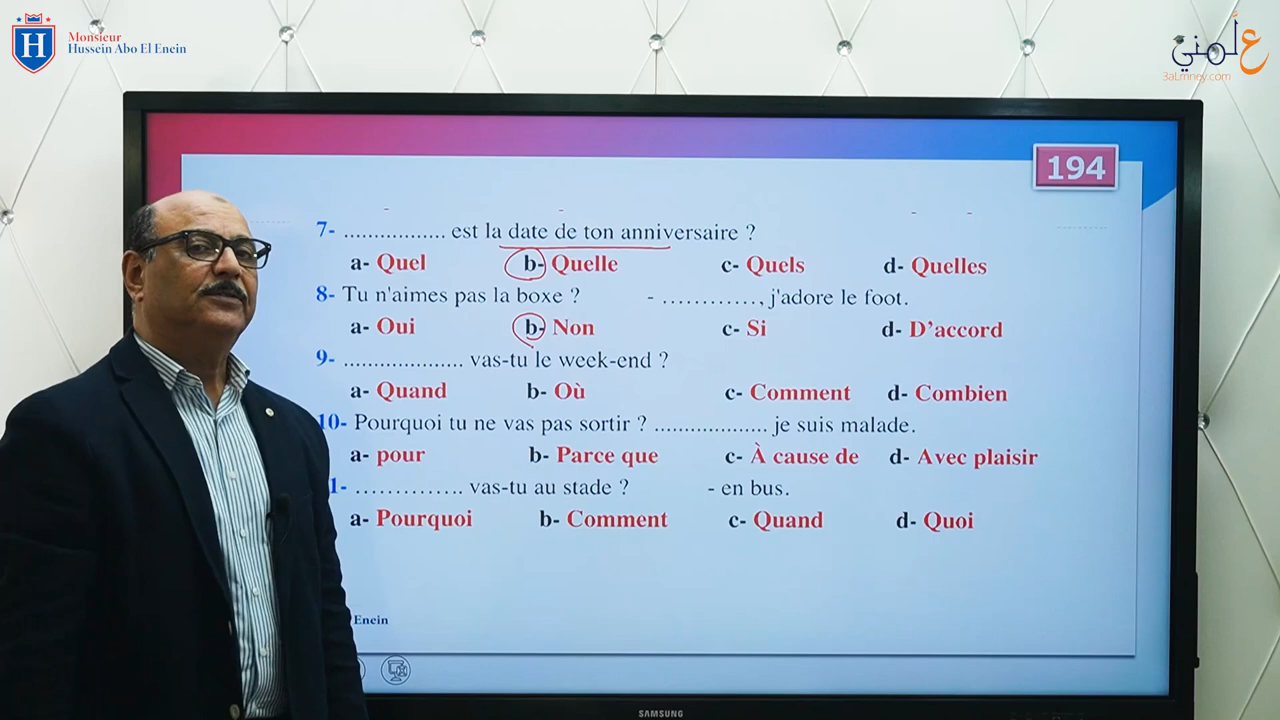 H
Monsieur
Hussein Abo El Enein
علمني
3aLmney.com
194
7- ................. est la date de ton anniversaire ?
a- Quel b- Quelle c- Quels d- Quelles
8- Tu n'aimes pas la boxe ? - ............., j'adore le foot.
a- Oui b- Non c- Si d- D'accord
9- .................... vas-tu le week-end ?
a- Quand b- Où c- Comment d- Combien
10- Pourquoi tu ne vas pas sortir ? ................... je suis malade.
a- pour b- Parce que c- À cause de d- Avec plaisir
1- .............. vas-tu au stade ? - en bus.
a- Pourquoi b- Comment c- Quand d- Quoi
Enein
SAMSUNG